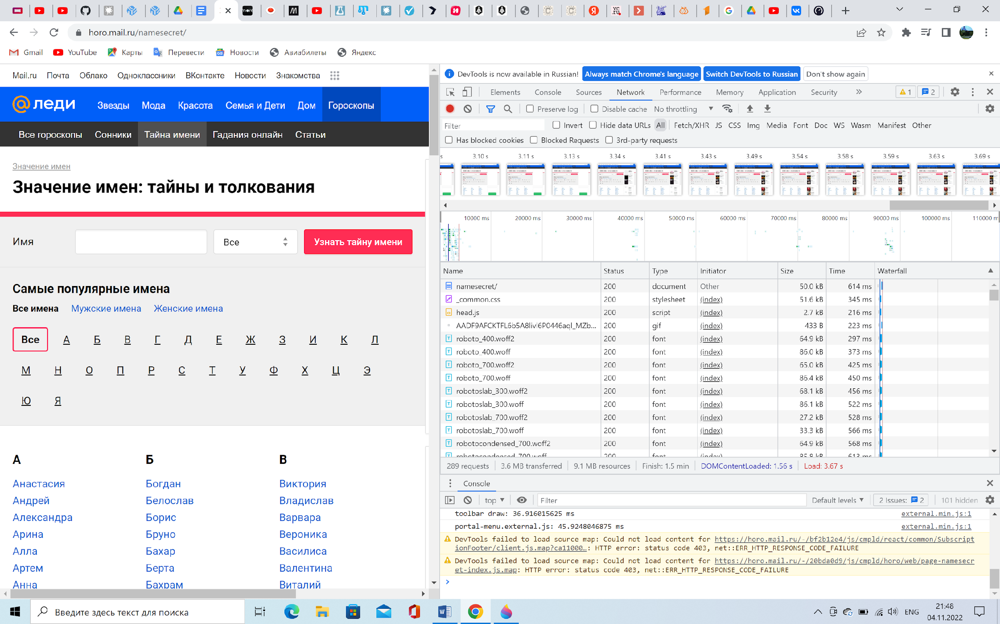 horo.mail.ru/namesecret/
Gmail YouTube Карты Перевести Новости Авиабилеты Яндекс
Mail.ru Почта Облако Одноклассники ВКонтакте Новости Знакомства
леди Звезды Мода Красота Семья и Дети Дом Гороскопы
Все гороскопы Сонники Тайна имени Гадания онлайн Статьи
Значение имен
Значение имен: тайны и толкования
Имя Все Узнать тайну имени
Самые популярные имена
Все имена Мужские имена Женские имена
Все А Б В Г Д Е Ж З И К Л
М Н О П Р С Т У Ф Х Ц Э
Ю Я
А Б В
Анастасия Богдан Виктория
Андрей Белослав Владислав
Александра Борис Варвара
Арина Бруно Вероника
Алла Бахар Василиса
Артем Берта Валентина
Анна Бахрам Виталий
DevTools is now available in Russian! Always match Chrome's language Switch DevTools to Russian Don't show again
Elements Console Sources Network Performance Memory Application Security 1 2
Preserve log Disable cache No throttling
Filter Invert Hide data URLs All Fetch/XHR JS CSS Img Media Font Doc WS Wasm Manifest Other
Has blocked cookies Blocked Requests 3rd-party requests
s 3.10 s 3.11 s 3.13 s 3.34 s 3.41 s 3.43 s 3.49 s 3.54 s 3.58 s 3.59 s 3.63 s 3.69 s
10000 ms 20000 ms 30000 ms 40000 ms 50000 ms 60000 ms 70000 ms 80000 ms 90000 ms 100000 ms 110000 m
Name Status Type Initiator Size Time Waterfall
namesecret/ 200 document Other 50.0 kB 614 ms
_common.css 200 stylesheet (index) 51.6 kB 345 ms
head.js 200 script (index) 2.7 kB 216 ms
AADF9AFCKTFL6b5A8livl6P0446aql_MZb... 200 gif (index) 433 B 223 ms
roboto_400.woff2 200 font (index) 64.9 kB 297 ms
roboto_400.woff 200 font (index) 86.0 kB 373 ms
roboto_700.woff2 200 font (index) 65.0 kB 425 ms
roboto_700.woff 200 font (index) 86.4 kB 450 ms
robotoslab_300.woff2 200 font (index) 68.1 kB 456 ms
robotoslab_300.woff 200 font (index) 86.1 kB 522 ms
robotoslab_700.woff2 200 font (index) 27.2 kB 528 ms
robotoslab_700.woff 200 font (index) 33.3 kB 566 ms
robotocondensed_700.woff2 200 font (index) 64.9 kB 568 ms
robotocondensed_700.woff 200 font (index) 85.8 kB 613 ms
289 requests 3.6 MB transferred 9.1 MB resources Finish: 1.5 min DOMContentLoaded: 1.56 s Load: 3.67 s
Console
top Filter Default levels 2 Issues: 2 101 hidden
toolbar draw: 36.916015625 ms external.min.js:1
portal-menu.external.js: 45.9248046875 ms external.min.js:1
DevTools failed to load source map: Could not load content for https://horo.mail.ru/-/bf2b12e4/js/cmpld/react/common/Subscript
ionFooter/client.js.map?ca11000…: HTTP error: status code 403, net::ERR_HTTP_RESPONSE_CODE_FAILURE
DevTools failed to load source map: Could not load content for https://horo.mail.ru/-/20bda0d9/js/cmpld/horo/web/page-namesecr
et-index.js.map: HTTP error: status code 403, net::ERR_HTTP_RESPONSE_CODE_FAILURE
Введите здесь текст для поиска
ENG 21:48
04.11.2022